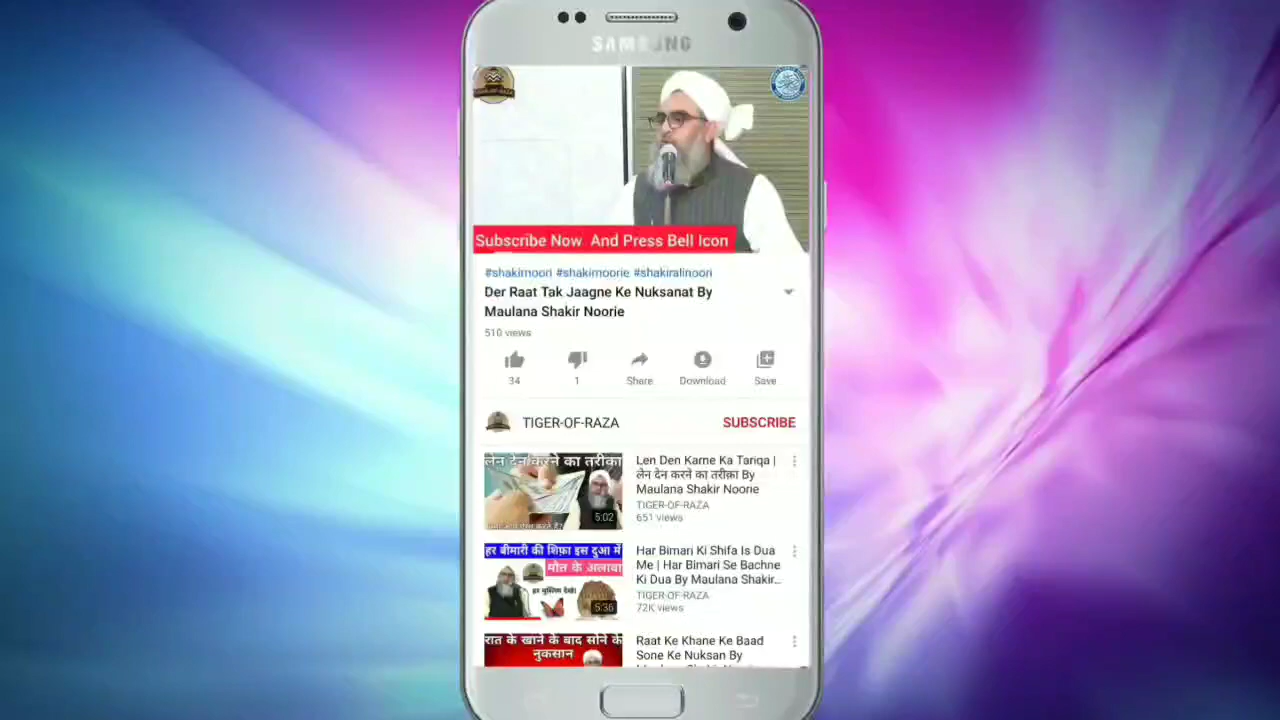 SAMSUNG
TIGER-OF-RAZA
Subscribe Now And Press Bell Icon
#shakirnoori #shakirnoorie #shakiralinoori
Der Raat Tak Jaagne Ke Nuksanat By
Maulana Shakir Noorie
510 views
34
1
Share
Download
Save
TIGER-OF-RAZA
SUBSCRIBE
लेन देन करने का तरीका
5:02
Len Den Karne Ka Tariqa |
लेन देन करने का तरीक़ा By
Maulana Shakir Noorie
TIGER-OF-RAZA
651 views
हर बीमारी की शिफ़ा इस दुआ में
मौत के अलावा
हर मुस्लिम देखे!
5:36
Har Bimari Ki Shifa Is Dua
Me | Har Bimari Se Bachne
Ki Dua By Maulana Shakir...
TIGER-OF-RAZA
72K views
रात के खाने के बाद सोने के
नुकसान
Raat Ke Khane Ke Baad
Sone Ke Nuksan By